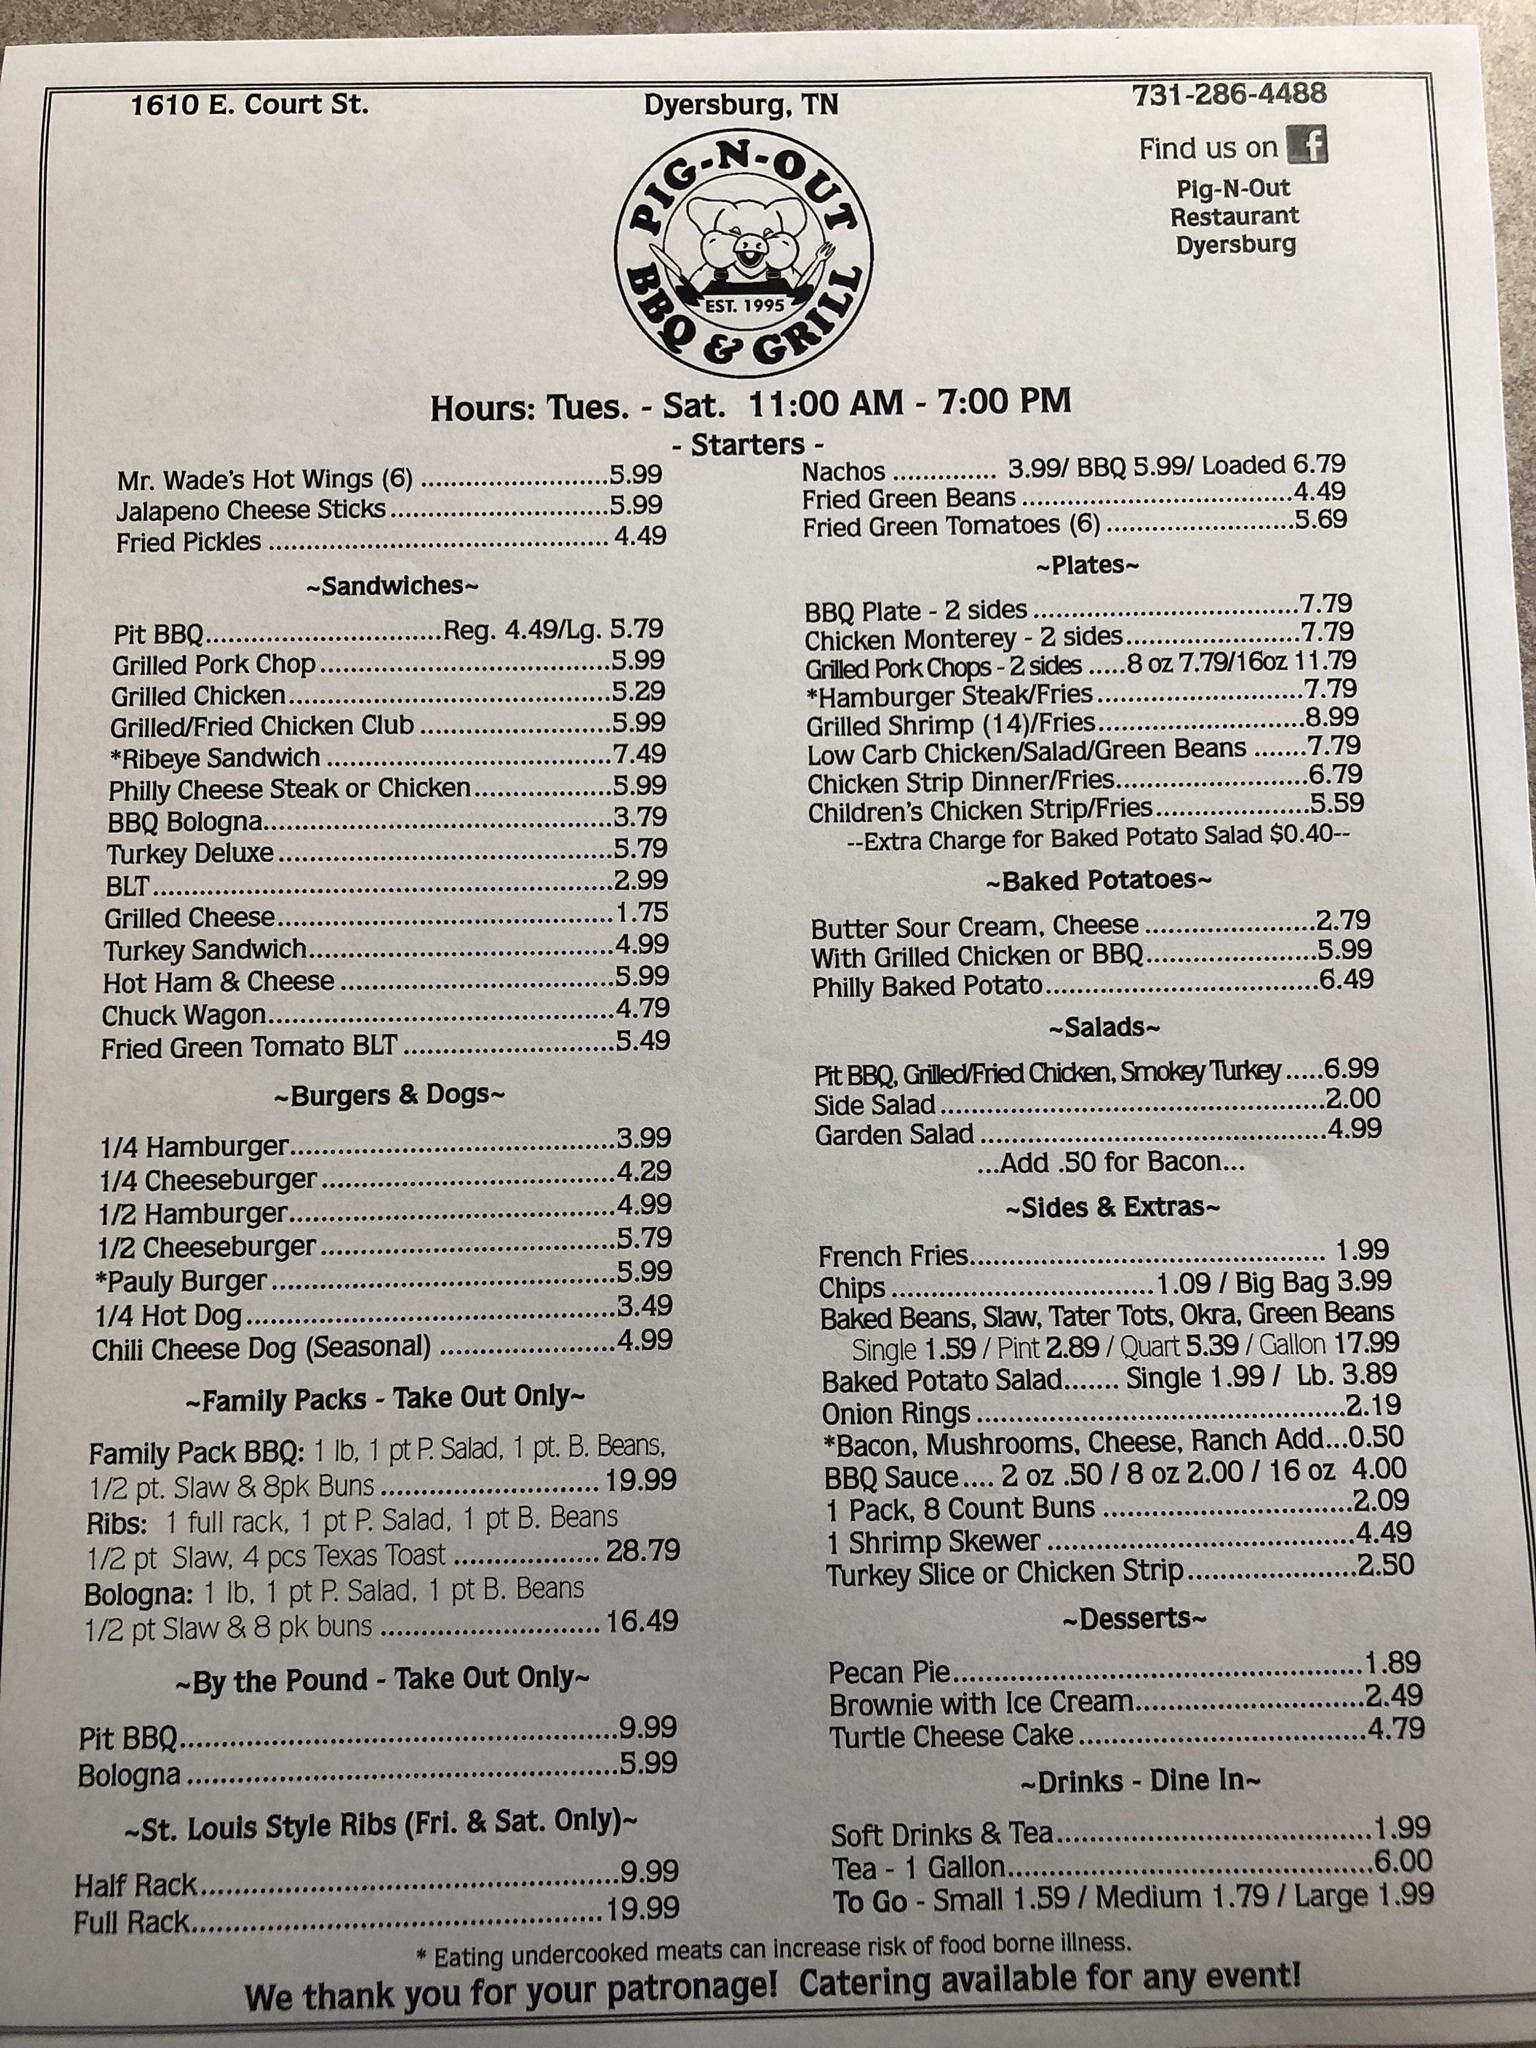 1610 E. Court St.
Dyersburg, TN
731-286-4488
Find us on f
Pig-N-Out
Restaurant
Dyersburg
PIG-N-OUT
BBQ & GRILL
EST. 1995
Hours: Tues. - Sat. 11:00 AM - 7:00 PM
- Starters -
Mr. Wade's Hot Wings (6) ..........................5.99
Jalapeno Cheese Sticks..............................5.99
Fried Pickles ............................................... 4.49
Nachos ............. 3.99/ BBQ 5.99/ Loaded 6.79
Fried Green Beans ......................................4.49
Fried Green Tomatoes (6) ..........................5.69
~Sandwiches~
Pit BBQ.................................Reg. 4.49/Lg. 5.79
Grilled Pork Chop.........................................5.99
Grilled Chicken.............................................5.29
Grilled/Fried Chicken Club ...........................5.99
*Ribeye Sandwich ........................................7.49
Philly Cheese Steak or Chicken....................5.99
BBQ Bologna.................................................3.79
Turkey Deluxe...............................................5.79
BLT................................................................2.99
Grilled Cheese...............................................1.75
Turkey Sandwich...........................................4.99
Hot Ham & Cheese .......................................5.99
Chuck Wagon.................................................4.79
Fried Green Tomato BLT ..............................5.49
~Burgers & Dogs~
1/4 Hamburger..............................................3.99
1/4 Cheeseburger..........................................4.29
1/2 Hamburger..............................................4.99
1/2 Cheeseburger..........................................5.79
*Pauly Burger.................................................5.99
1/4 Hot Dog....................................................3.49
Chili Cheese Dog (Seasonal) .........................4.99
~Family Packs - Take Out Only~
Family Pack BBQ: 1 lb, 1 pt P. Salad, 1 pt. B. Beans,
1/2 pt. Slaw & 8pk Buns ............................... 19.99
Ribs: 1 full rack, 1 pt P. Salad, 1 pt B. Beans
1/2 pt Slaw, 4 pcs Texas Toast ..................... 28.79
Bologna: 1 lb, 1 pt P. Salad, 1 pt B. Beans
1/2 pt Slaw & 8 pk buns ............................... 16.49
~By the Pound - Take Out Only~
Pit BBQ..............................................................9.99
Bologna .............................................................5.99
~St. Louis Style Ribs (Fri. & Sat. Only)~
Half Rack...........................................................9.99
Full Rack..........................................................19.99
~Plates~
BBQ Plate - 2 sides ......................................7.79
Chicken Monterey - 2 sides.........................7.79
Grilled Pork Chops - 2 sides .....8 oz 7.79/16oz 11.79
*Hamburger Steak/Fries .............................7.79
Grilled Shrimp (14)/Fries.............................8.99
Low Carb Chicken/Salad/Green Beans .......7.79
Chicken Strip Dinner/Fries...........................6.79
Children's Chicken Strip/Fries......................5.59
--Extra Charge for Baked Potato Salad $0.40--
~Baked Potatoes~
Butter Sour Cream, Cheese ........................2.79
With Grilled Chicken or BBQ........................5.99
Philly Baked Potato.......................................6.49
~Salads~
Pit BBQ, Grilled/Fried Chicken, Smokey Turkey .....6.99
Side Salad.......................................................2.00
Garden Salad .................................................4.99
...Add .50 for Bacon...
~Sides & Extras~
French Fries................................................... 1.99
Chips ......................................1.09 / Big Bag 3.99
Baked Beans, Slaw, Tater Tots, Okra, Green Beans
Single 1.59 / Pint 2.89 / Quart 5.39 / Gallon 17.99
Baked Potato Salad....... Single 1.99 / Lb. 3.89
Onion Rings ....................................................2.19
*Bacon, Mushrooms, Cheese, Ranch Add...0.50
BBQ Sauce.... 2 oz .50 / 8 oz 2.00 / 16 oz 4.00
1 Pack, 8 Count Buns ....................................2.09
1 Shrimp Skewer ............................................4.49
Turkey Slice or Chicken Strip........................2.50
~Desserts~
Pecan Pie..........................................................1.89
Brownie with Ice Cream.................................2.49
Turtle Cheese Cake.........................................4.79
~Drinks - Dine In~
Soft Drinks & Tea.............................................1.99
Tea - 1 Gallon....................................................6.00
To Go - Small 1.59 / Medium 1.79 / Large 1.99
* Eating undercooked meats can increase risk of food borne illness.
We thank you for your patronage! Catering available for any event!